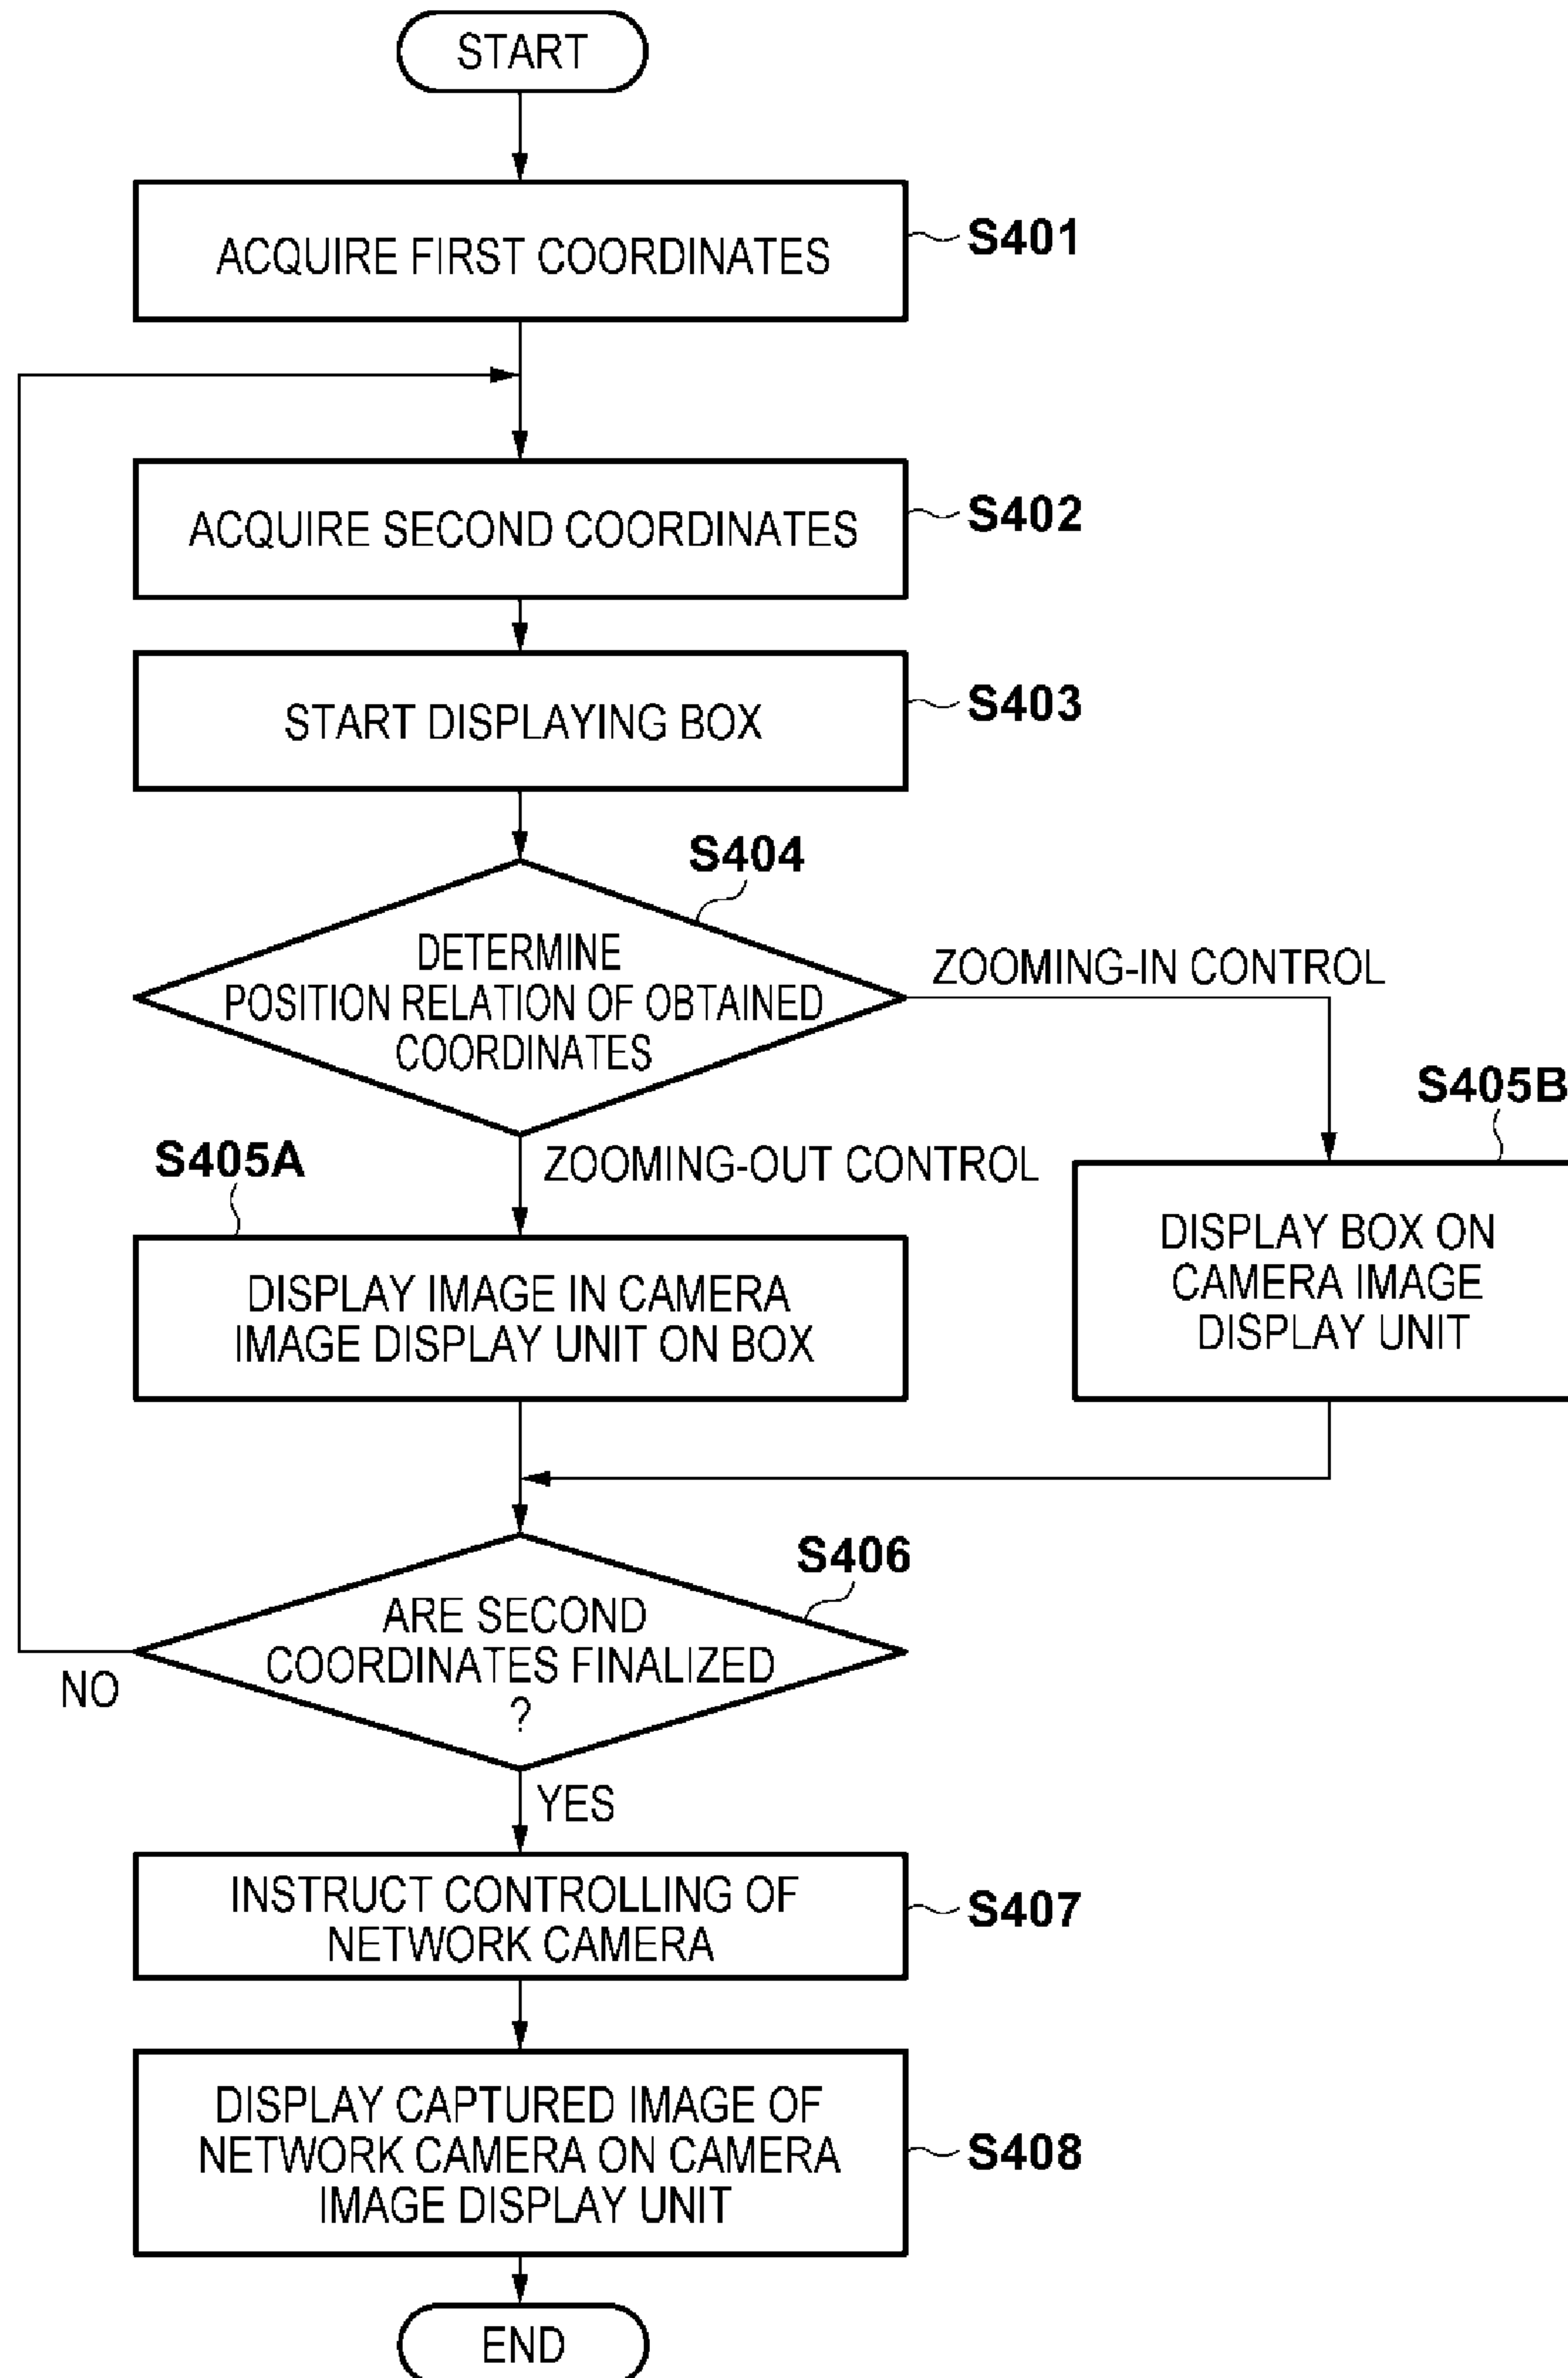 START
ACQUIRE FIRST COORDINATES
S401
ACQUIRE SECOND COORDINATES
S402
START DISPLAYING BOX
S403
S404
DETERMINE
POSITION RELATION OF OBTAINED
COORDINATES
ZOOMING-IN CONTROL
ZOOMING-OUT CONTROL
S405A
DISPLAY IMAGE IN CAMERA
IMAGE DISPLAY UNIT ON BOX
S405B
DISPLAY BOX ON
CAMERA IMAGE
DISPLAY UNIT
S406
ARE SECOND
COORDINATES FINALIZED
?
NO
YES
INSTRUCT CONTROLLING OF
NETWORK CAMERA
S407
DISPLAY CAPTURED IMAGE OF
NETWORK CAMERA ON CAMERA
IMAGE DISPLAY UNIT
S408
END